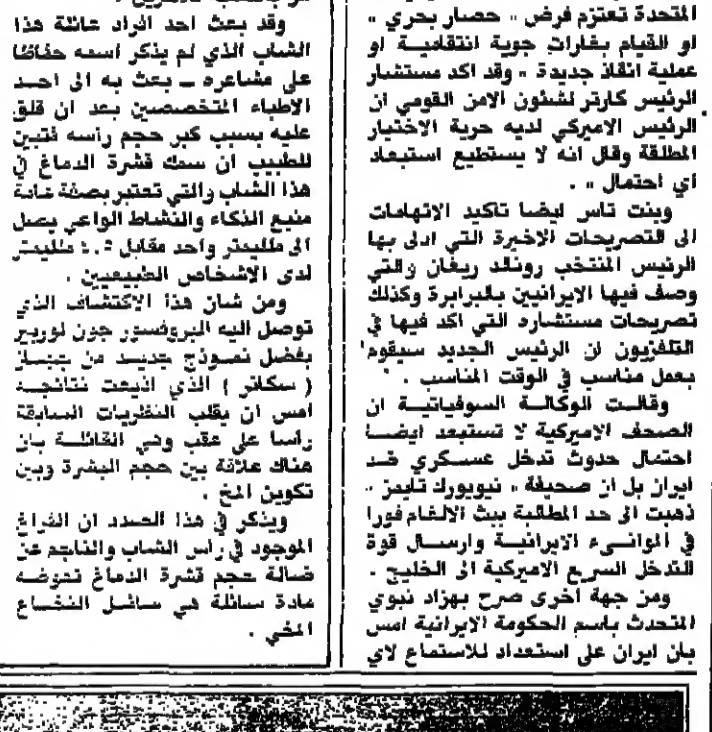 المتحدة تعتزم فرض « حصار بحري »
او القيام بغارات جوية انتقامية او
عملية انقاذ جديدة » وقد اكد مستشار
الرئيس كارتر لشئون الامن القومي ان
الرئيس الاميركي لديه حرية الاختيار
المطلقة وقال انه لا يستطيع استبعاد
أي احتمال » .
وبنت تاس ايضا تاكيد الاتهامات
الى التصريحات الاخيرة التي ادلى بها
الرئيس المنتخب رونالد ريغان والتي
وصف فيها الايرانيين بالبرابرة وكذلك
تصريحات مستشاره التي اكد فيها في
التلفزيون ان الرئيس الجديد سيقوم
بعمل مناسب في الوقت المناسب .
وقالت الوكالة السوفياتية ان
الصحف الاميركية لا تستبعد ايضا
احتمال حدوث تدخل عسكري ضد
ايران بل ان صحيفة « نيويورك تايمز »
ذهبت الى حد المطالبة ببث الالغام فورا
في الموانىء الايرانية وارسال قوة
التدخل السريع الاميركية الى الخليج .
ومن جهة اخرى صرح بهزاد نبوي
المتحدث باسم الحكومة الايرانية امس
بان ايران على استعداد للاستماع لاي
وقد بعث احد افراد عائلة هذا
الشاب الذي لم يذكر اسمه حفاظا
على مشاعره ـ بعث به الى احد
الاطباء المتخصصين بعد ان قلق
عليه بسبب كبر حجم رأسه فتبين
للطبيب ان سمك قشرة الدماغ في
هذا الشاب والتي تعتبر بصفة عامة
منبع الذكاء والنشاط الواعي يصل
الى ملليمتر واحد مقابل ٤٫٥ ملليمتر
لدى الاشخاص الطبيعيين .
ومن شان هذا الاكتشاف الذي
توصل اليه البروفسور جون لوربير
بفضل نموذج جديد من جهاز
( سكانر ) الذي اذيعت نتائجه
امس ان يقلب النظريات السابقة
رأسا على عقب وهي القائلة بان
هناك علاقة بين حجم البشرة وبين
تكوين المخ .
ويذكر في هذا الصدد ان الفراغ
الموجود في راس الشاب والناجم عن
ضالة حجم قشرة الدماغ تعوضه
مادة سائلة هي سائل النخاع
المخي .